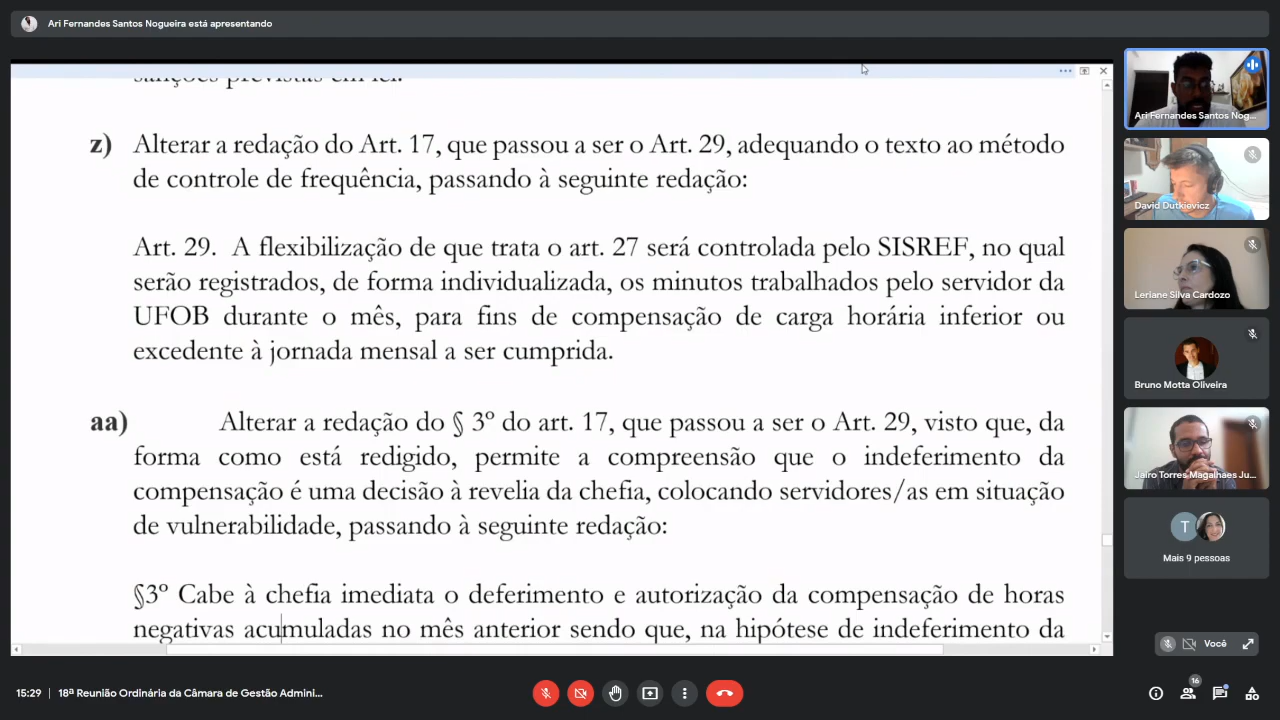 Ari Fernandes Santos Nogueira está apresentando
sanções previstas em lei.
z) Alterar a redação do Art. 17, que passou a ser o Art. 29, adequando o texto ao método
de controle de frequência, passando à seguinte redação:
Art. 29. A flexibilização de que trata o art. 27 será controlada pelo SISREF, no qual
serão registrados, de forma individualizada, os minutos trabalhados pelo servidor da
UFOB durante o mês, para fins de compensação de carga horária inferior ou
excedente à jornada mensal a ser cumprida.
aa) Alterar a redação do § 3º do art. 17, que passou a ser o Art. 29, visto que, da
forma como está redigido, permite a compreensão que o indeferimento da
compensação é uma decisão à revelia da chefia, colocando servidores/as em situação
de vulnerabilidade, passando à seguinte redação:
§3º Cabe à chefia imediata o deferimento e autorização da compensação de horas
negativas acumuladas no mês anterior sendo que, na hipótese de indeferimento da
Ari Fernandes Santos Nog...
David Dutkievicz
Leriane Silva Cardozo
Bruno Motta Oliveira
Jairo Torres Magalhaes Ju...
T
Mais 9 pessoas
Você
15:29 | 18ª Reunião Ordinária da Câmara de Gestão Admini...
16